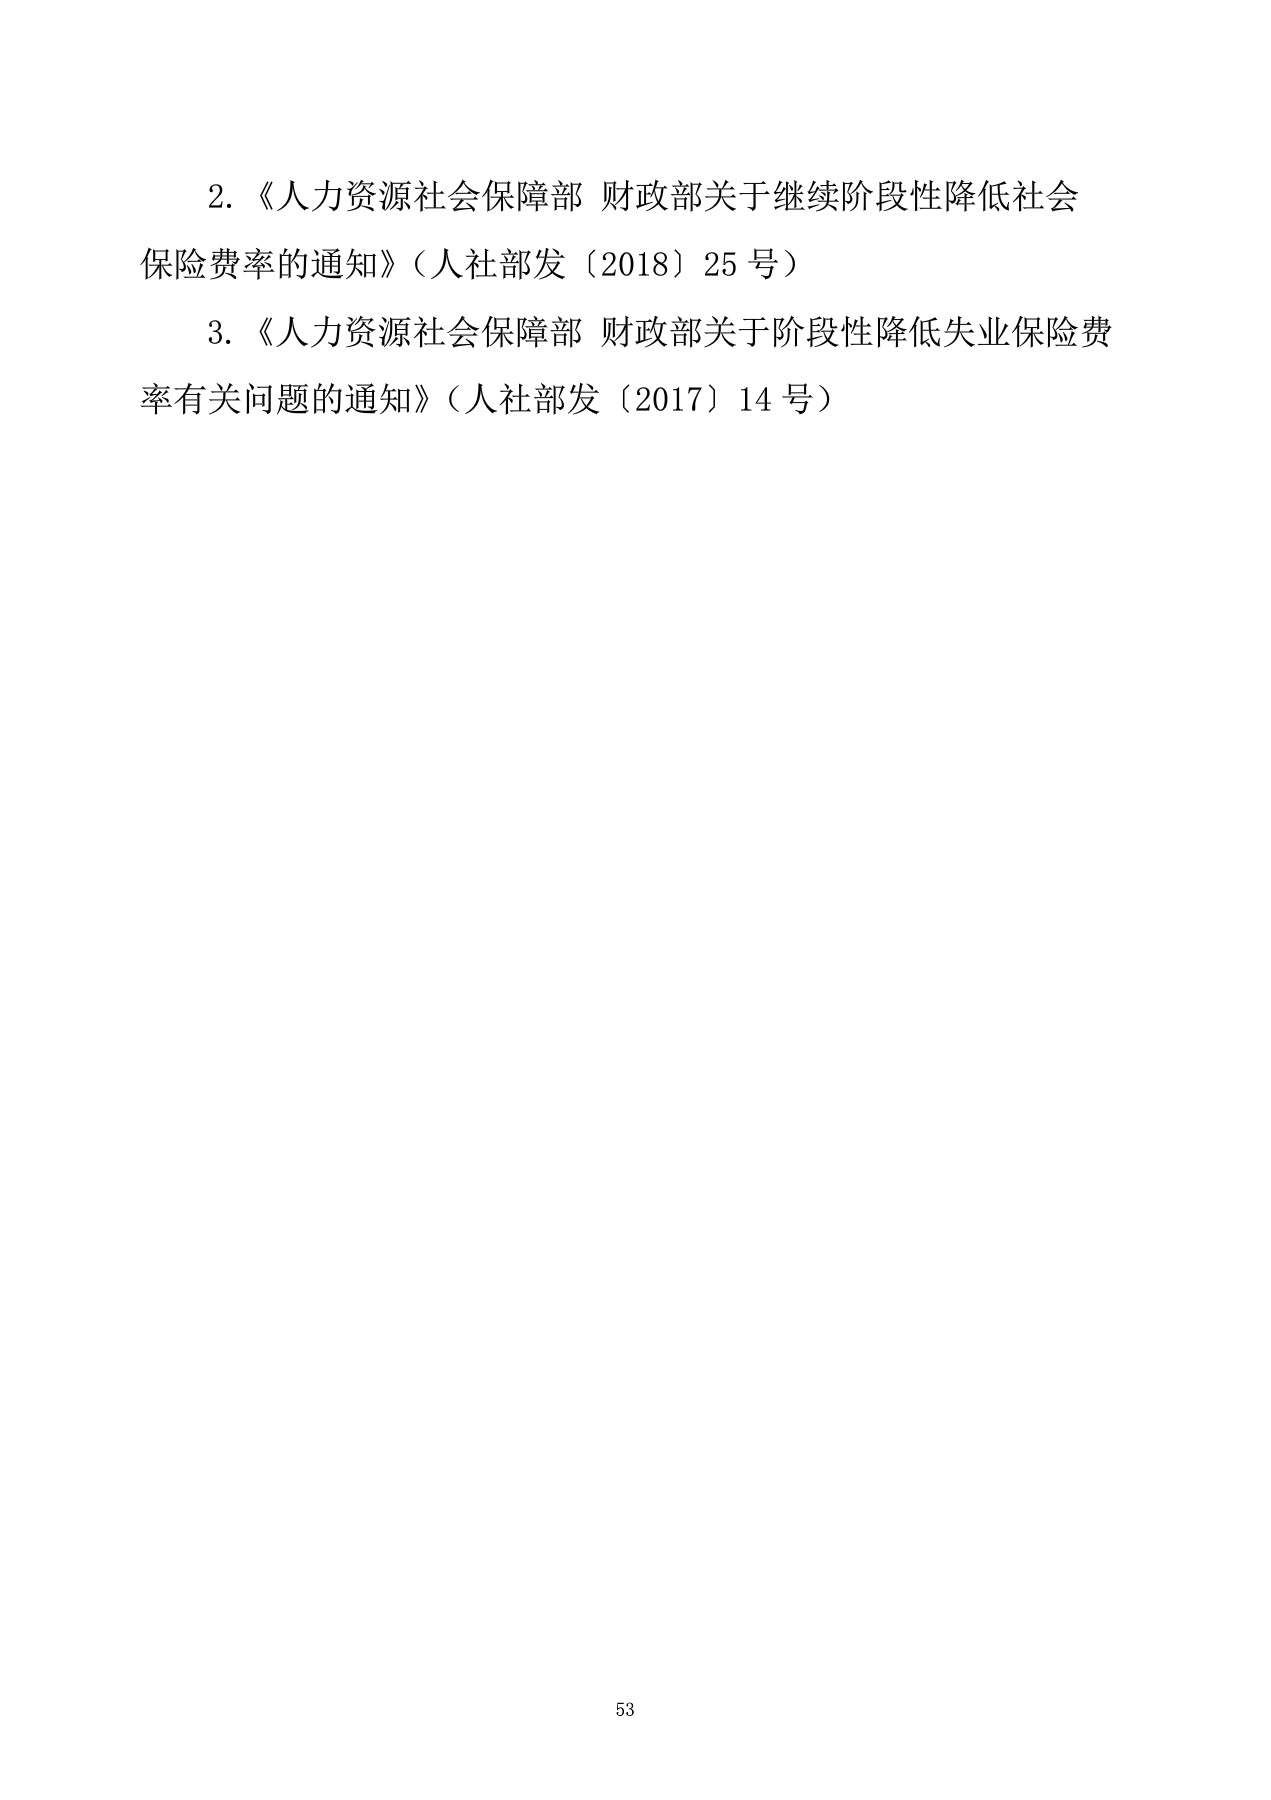 2.《人力资源社会保障部 财政部关于继续阶段性降低社会
保险费率的通知》（人社部发〔2018〕25 号）
3.《人力资源社会保障部 财政部关于阶段性降低失业保险费
率有关问题的通知》（人社部发〔2017〕14 号）
53